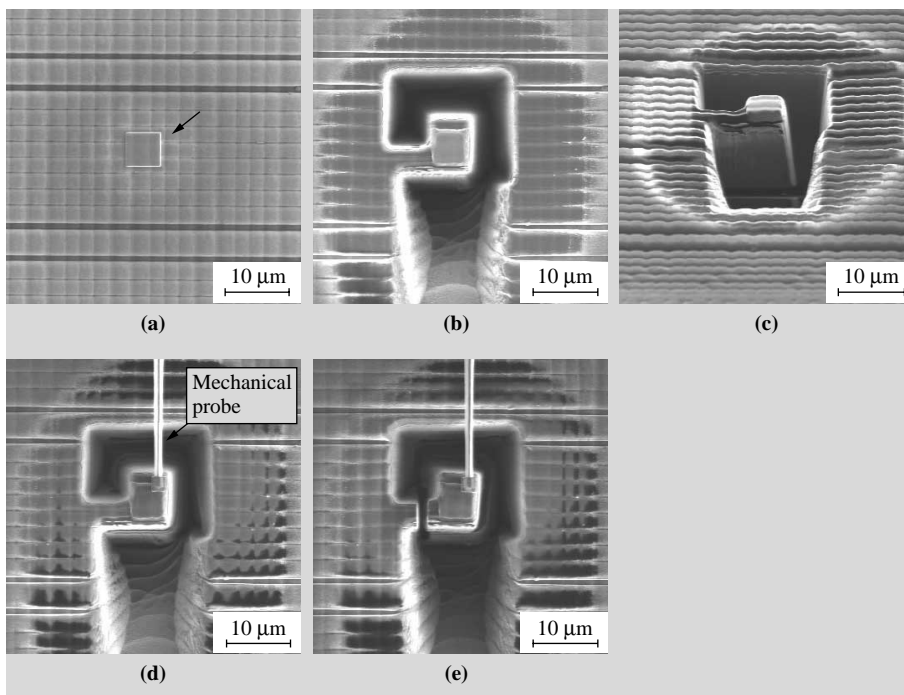 10 μm
10 μm
10 μm
(a)
(b)
(c)
Mechanical
probe
10 μm
10 μm
(d)
(e)